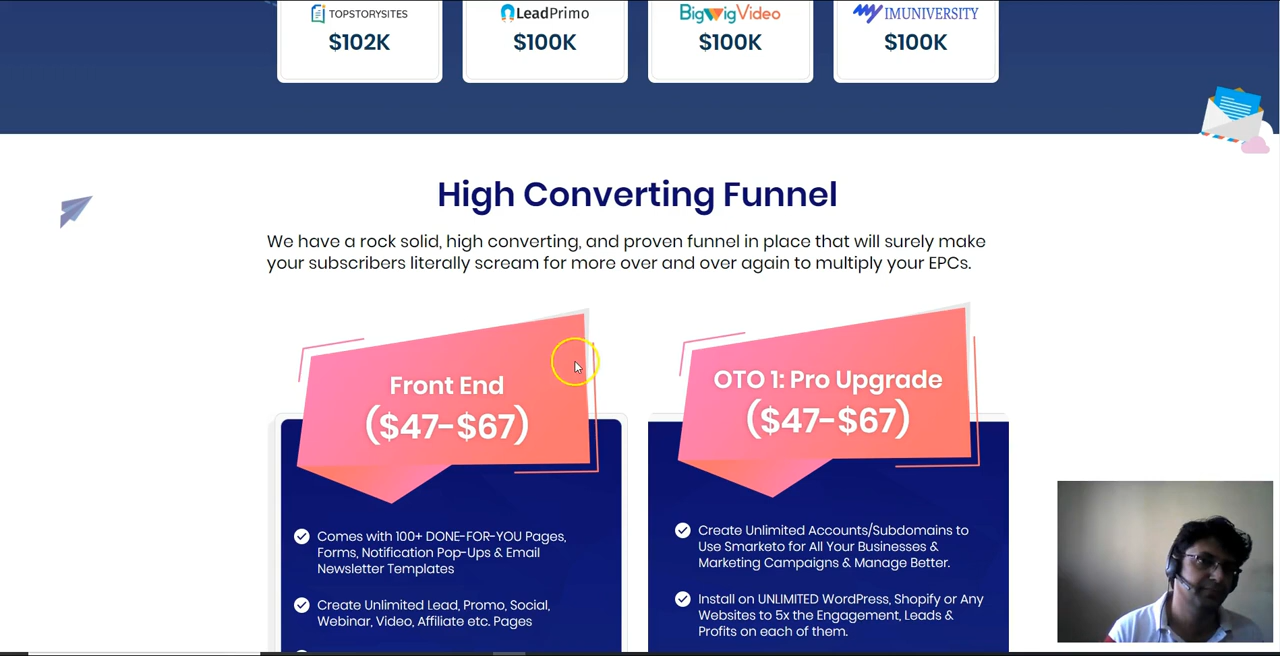 TOPSTORYSITES
$102K
LeadPrimo
$100K
BigWigVideo
$100K
IMUNIVERSITY
$100K
High Converting Funnel
We have a rock solid, high converting, and proven funnel in place that will surely make
your subscribers literally scream for more over and over again to multiply your EPCs.
Front End
($47-$67)
Comes with 100+ DONE-FOR-YOU Pages,
Forms, Notification Pop-Ups & Email
Newsletter Templates
Create Unlimited Lead, Promo, Social,
Webinar, Video, Affiliate etc. Pages
OTO 1: Pro Upgrade
($47-$67)
Create Unlimited Accounts/Subdomains to
Use Smarketo for All Your Businesses &
Marketing Campaigns & Manage Better.
Install on UNLIMITED WordPress, Shopify or Any
Websites to 5x the Engagement, Leads &
Profits on each of them.